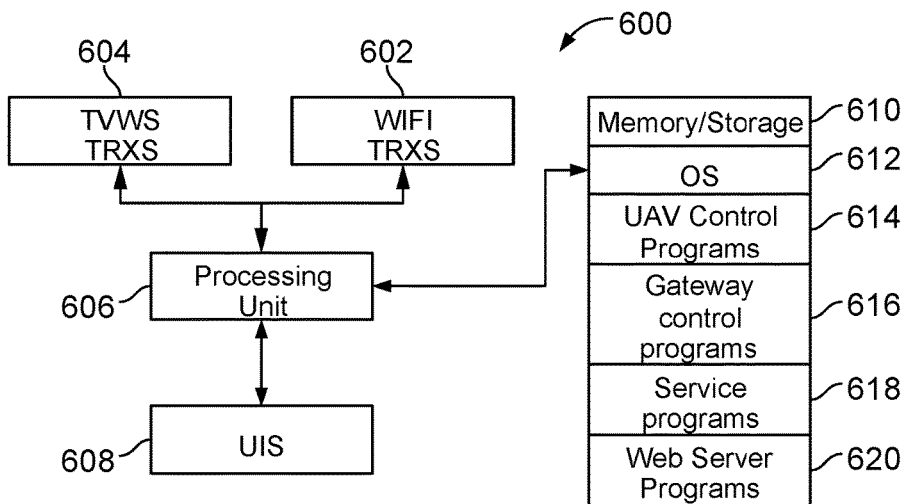 600
604
602
TVWS
TRXS
WIFI
TRXS
Memory/Storage
610
OS
612
UAV Control
Programs
614
Processing
Unit
606
Gateway
control
programs
616
Service
programs
618
UIS
608
Web Server
Programs
620